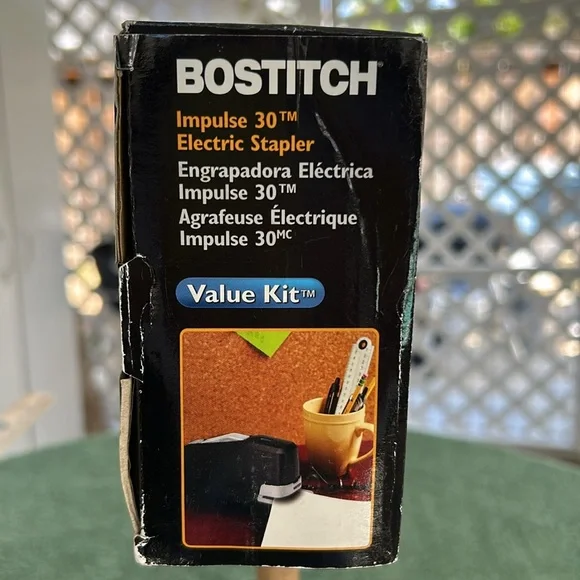 BOSTITCH®
Impulse 30™
Electric Stapler
Engrapadora Eléctrica
Impulse 30™
Agrafeuse Électrique
Impulse 30ᴹᶜ
Value Kit™